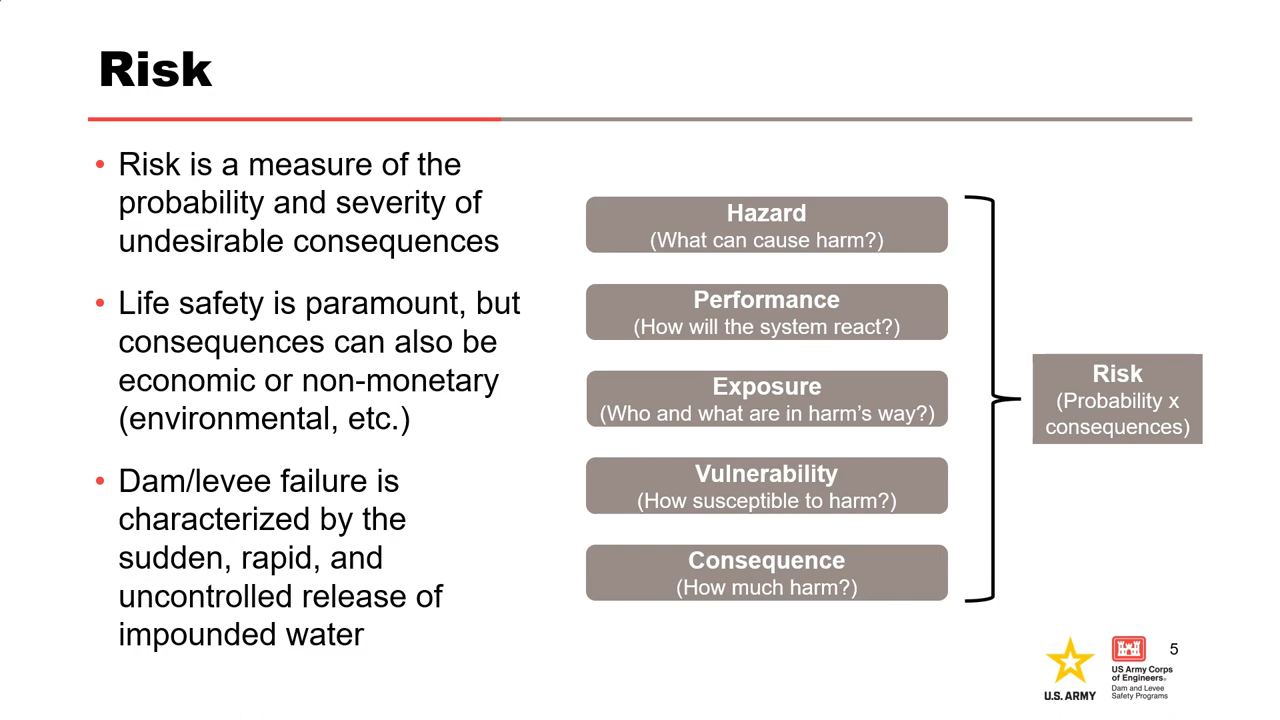 Risk
• Risk is a measure of the
probability and severity of
undesirable consequences
• Life safety is paramount, but
consequences can also be
economic or non-monetary
(environmental, etc.)
• Dam/levee failure is
characterized by the
sudden, rapid, and
uncontrolled release of
impounded water
Hazard
(What can cause harm?)
Performance
(How will the system react?)
Exposure
(Who and what are in harm's way?)
Vulnerability
(How susceptible to harm?)
Consequence
(How much harm?)
Risk
(Probability x
consequences)
U.S. ARMY
US Army Corps
of Engineers®
Dam and Levee
Safety Programs
5